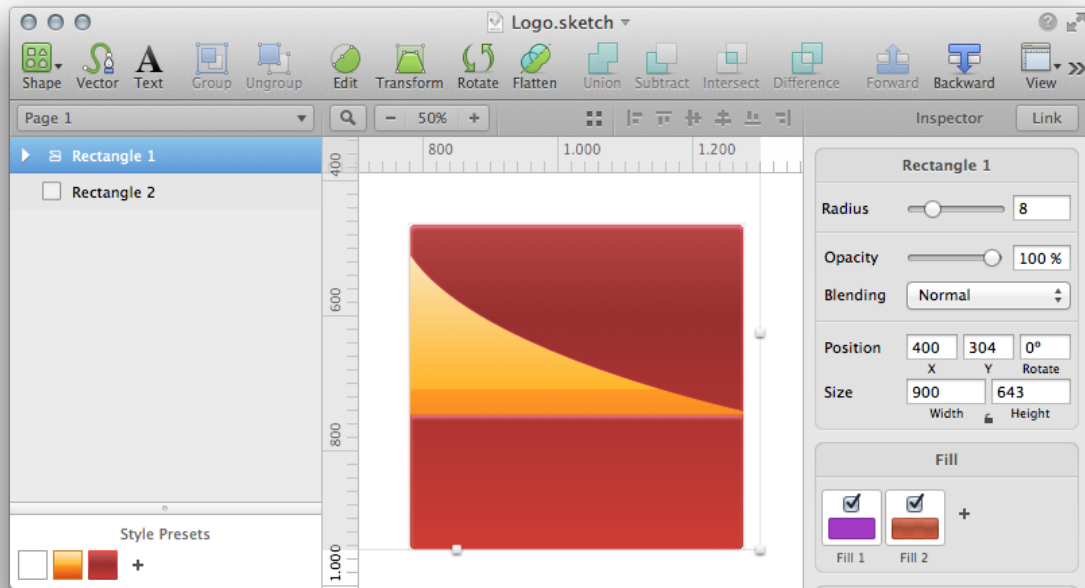 Logo.sketch
Shape Vector Text Group Ungroup Edit Transform Rotate Flatten Union Subtract Intersect Difference Forward Backward View
Page 1 50% Inspector Link
Rectangle 1
Rectangle 2
800 1.000 1.200
400
600
800
1.000
Rectangle 1
Radius 8
Opacity 100 %
Blending Normal
Position 400 304 0º
X Y Rotate
Size 900 643
Width Height
Fill
Fill 1 Fill 2
Style Presets